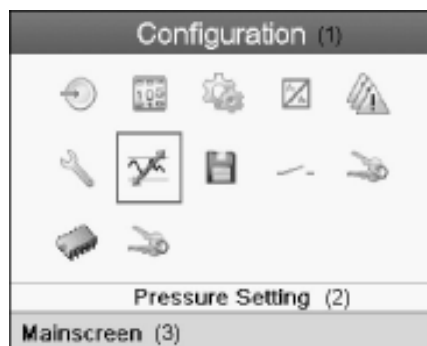 Configuration (1)
Pressure Setting (2)
Mainscreen (3)